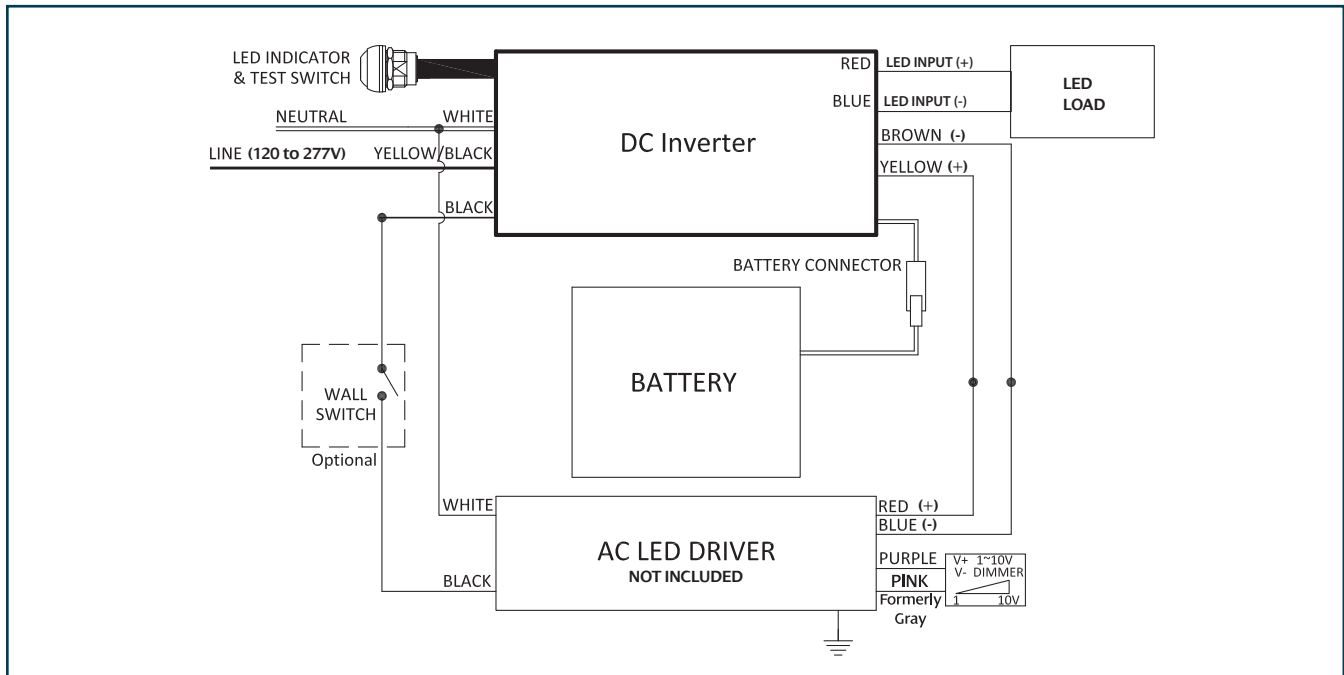 LED INDICATOR
& TEST SWITCH
NEUTRAL
WHITE
LINE (120 to 277V)
YELLOW/BLACK
BLACK
DC Inverter
RED
LED INPUT (+)
BLUE
LED INPUT (-)
BROWN (-)
YELLOW (+)
LED
LOAD
BATTERY CONNECTOR
BATTERY
WALL
SWITCH
Optional
WHITE
BLACK
AC LED DRIVER
NOT INCLUDED
RED (+)
BLUE (-)
PURPLE
PINK
Formerly
Gray
V+ 1~10V
V- DIMMER
1 10V